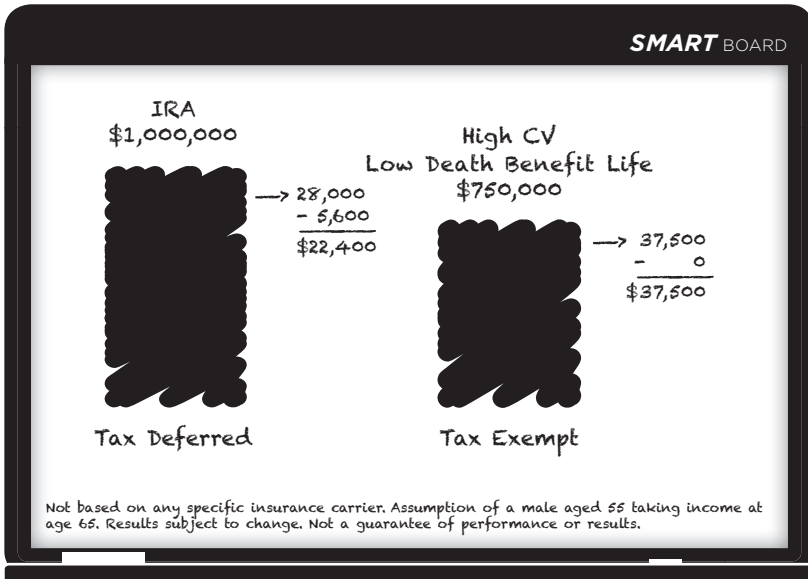 SMART BOARD
IRA
$1,000,000
28,000
- 5,600
$22,400
Tax Deferred
High CV
Low Death Benefit Life
$750,000
37,500
- 0
$37,500
Tax Exempt
Not based on any specific insurance carrier. Assumption of a male aged 55 taking income at
age 65. Results subject to change. Not a guarantee of performance or results.